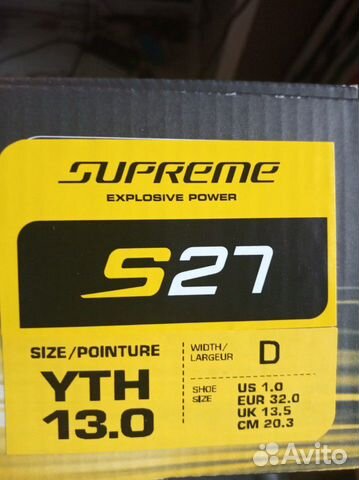 SUPREME
EXPLOSIVE POWER
S27
SIZE/POINTURE
YTH
13.0
WIDTH/
LARGEUR
D
SHOE
SIZE
US 1.0
EUR 32.0
UK 13.5
CM 20.3
Avito